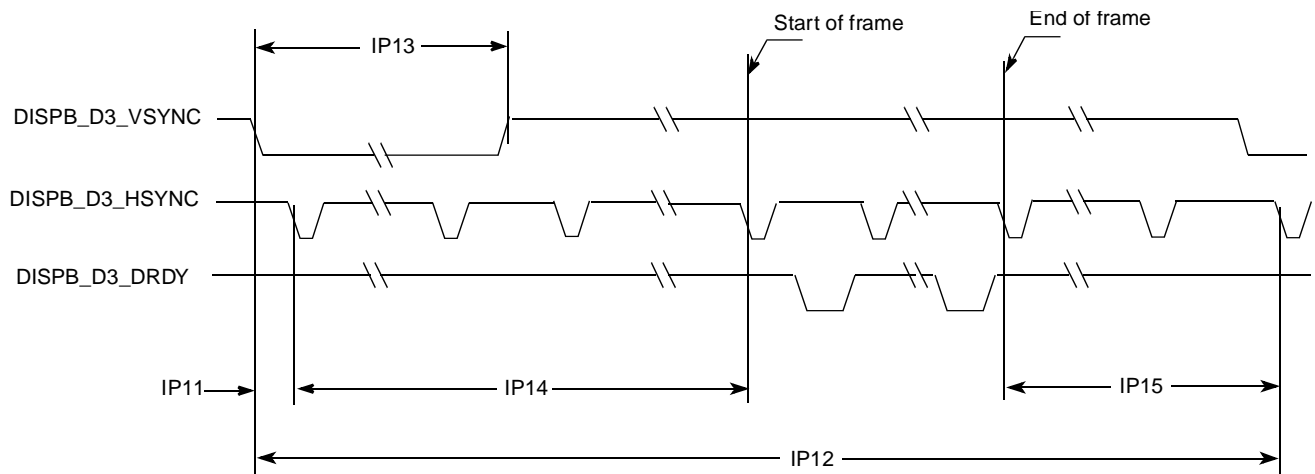 Start of frame
End of frame
IP13
DISPB_D3_VSYNC
DISPB_D3_HSYNC
DISPB_D3_DRDY
IP11
IP14
IP15
IP12